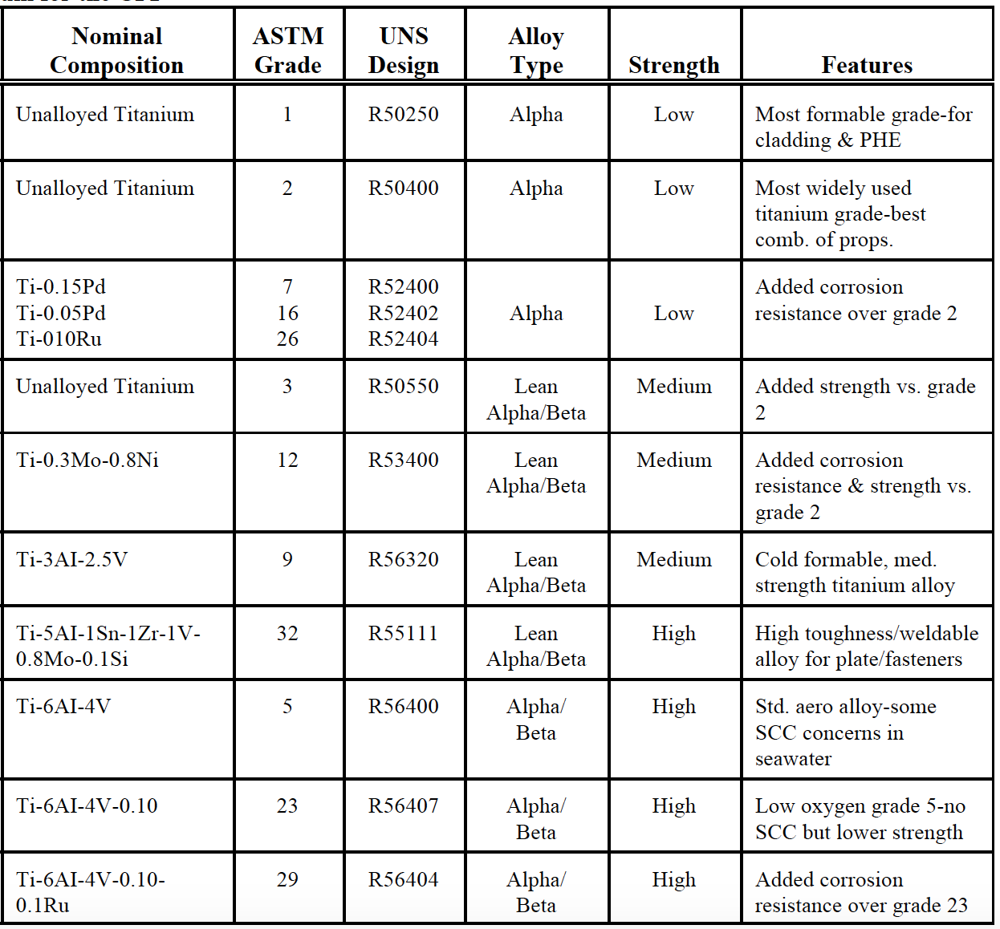 Nominal Composition | ASTM Grade | UNS Design | Alloy Type | Strength | Features
Unalloyed Titanium | 1 | R50250 | Alpha | Low | Most formable grade-for cladding & PHE
Unalloyed Titanium | 2 | R50400 | Alpha | Low | Most widely used titanium grade-best comb. of props.
Ti-0.15Pd | 7 | R52400 | Alpha | Low | Added corrosion resistance over grade 2
Ti-0.05Pd | 16 | R52402
Ti-010Ru | 26 | R52404
Unalloyed Titanium | 3 | R50550 | Lean Alpha/Beta | Medium | Added strength vs. grade 2
Ti-0.3Mo-0.8Ni | 12 | R53400 | Lean Alpha/Beta | Medium | Added corrosion resistance & strength vs. grade 2
Ti-3AI-2.5V | 9 | R56320 | Lean Alpha/Beta | Medium | Cold formable, med. strength titanium alloy
Ti-5AI-1Sn-1Zr-1V-0.8Mo-0.1Si | 32 | R55111 | Lean Alpha/Beta | High | High toughness/weldable alloy for plate/fasteners
Ti-6AI-4V | 5 | R56400 | Alpha/Beta | High | Std. aero alloy-some SCC concerns in seawater
Ti-6AI-4V-0.10 | 23 | R56407 | Alpha/Beta | High | Low oxygen grade 5-no SCC but lower strength
Ti-6AI-4V-0.10-0.1Ru | 29 | R56404 | Alpha/Beta | High | Added corrosion resistance over grade 23